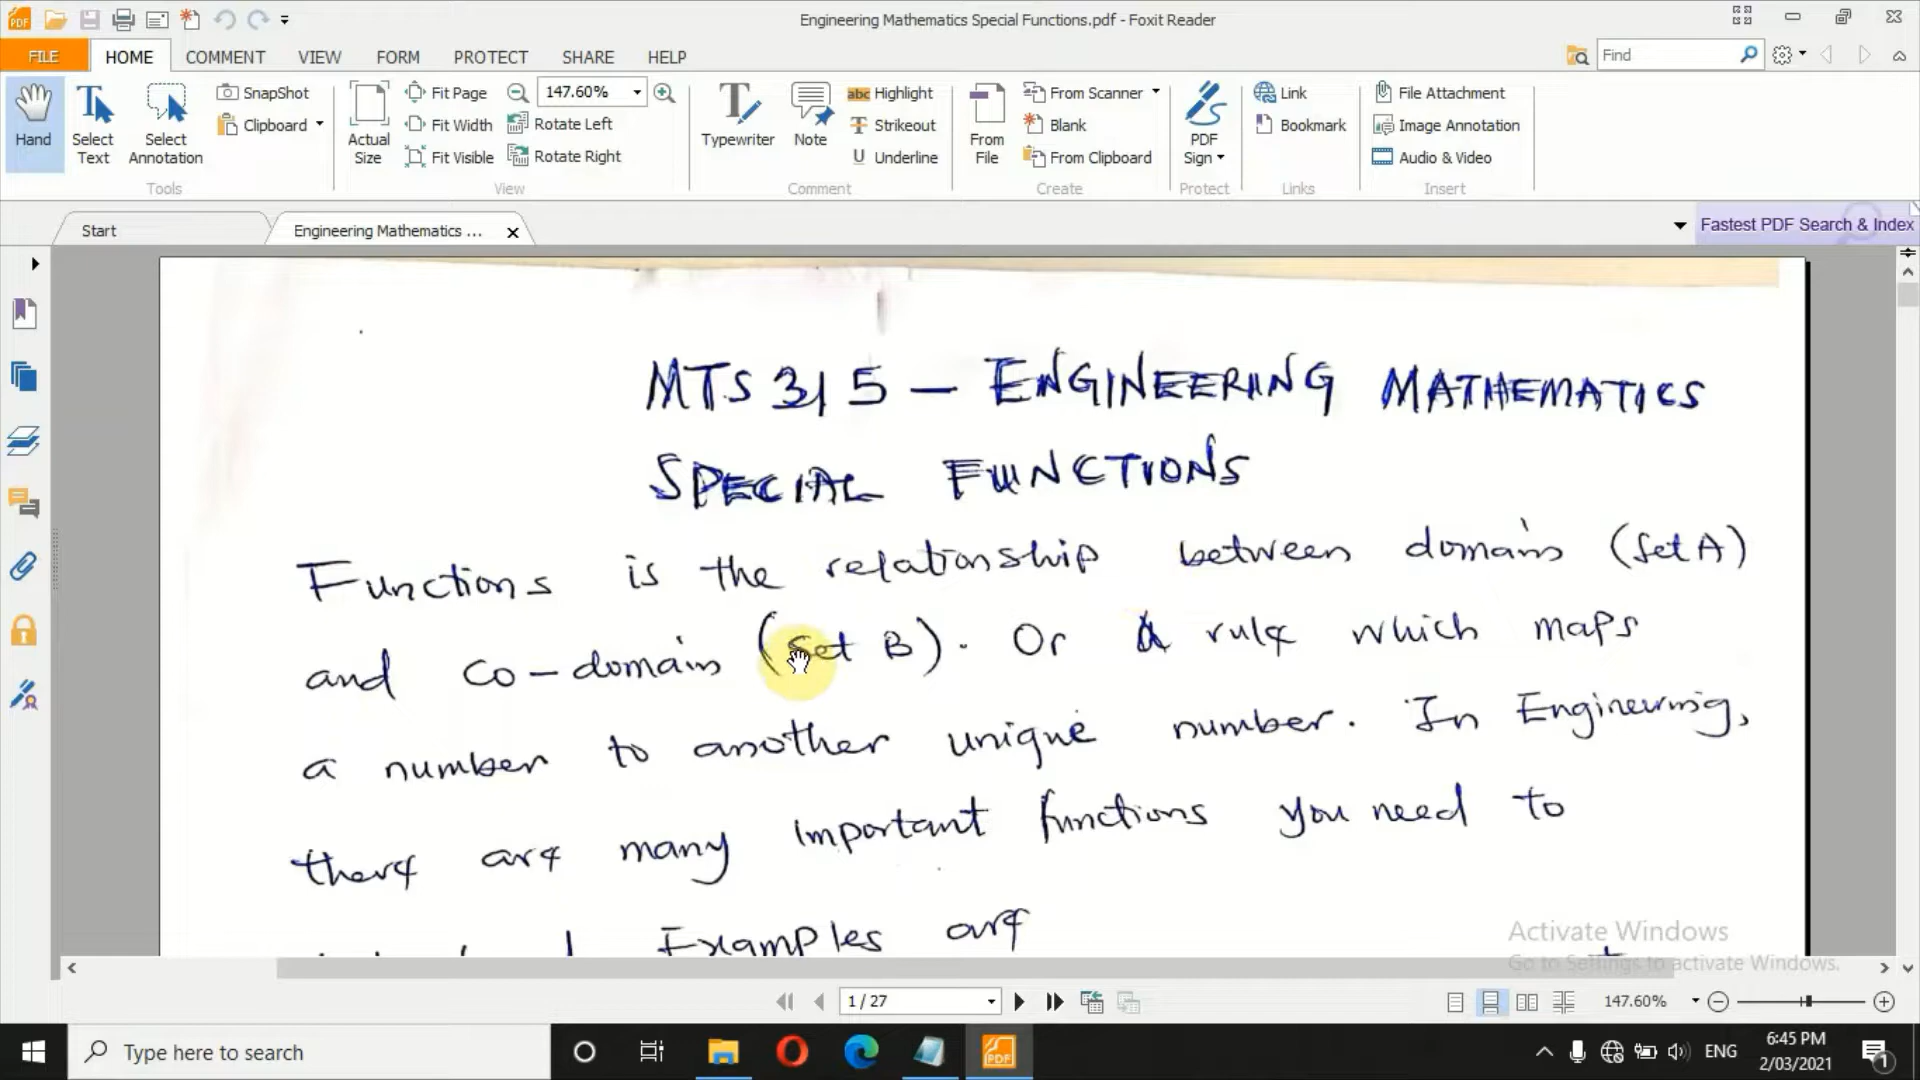 Engineering Mathematics Special Functions.pdf - Foxit Reader
FILE HOME COMMENT VIEW FORM PROTECT SHARE HELP Find
Hand
Select Text
Select Annotation
SnapShot
Clipboard
Tools
Actual Size
Fit Page
Fit Width
Fit Visible
147.60%
Rotate Left
Rotate Right
View
Typewriter
Note
Highlight
Strikeout
Underline
Comment
From File
From Scanner
Blank
From Clipboard
Create
PDF Sign
Protect
Link
Bookmark
Links
File Attachment
Image Annotation
Audio & Video
Insert
Start Engineering Mathematics ... Fastest PDF Search & Index
MTS 315 – ENGINEERING MATHEMATICS
SPECIAL FUNCTIONS
Functions is the relationship between domain (Set A)
and co-domain (Set B). Or A rule which maps
a number to another unique number. In Engineering,
there are many important functions you need to
Examples are
Activate Windows
Go to Settings to activate Windows.
1 / 27 147.60%
Type here to search
ENG
6:45 PM
2/03/2021
1